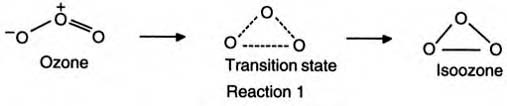 +
−O O O
Ozone
O O O
Transition state
Reaction 1
O O O
Isoozone